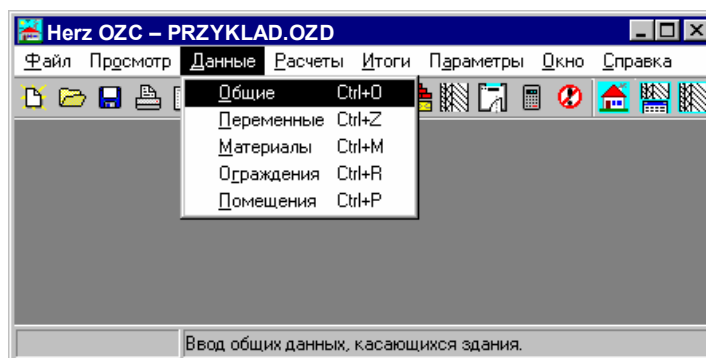 Herz OZC – PRZYKLAD.OZD
Файл Просмотр Данные Расчеты Итоги Параметры Окно Справка
Общие Ctrl+O
Переменные Ctrl+Z
Материалы Ctrl+M
Ограждения Ctrl+R
Помещения Ctrl+P
Ввод общих данных, касающихся здания.